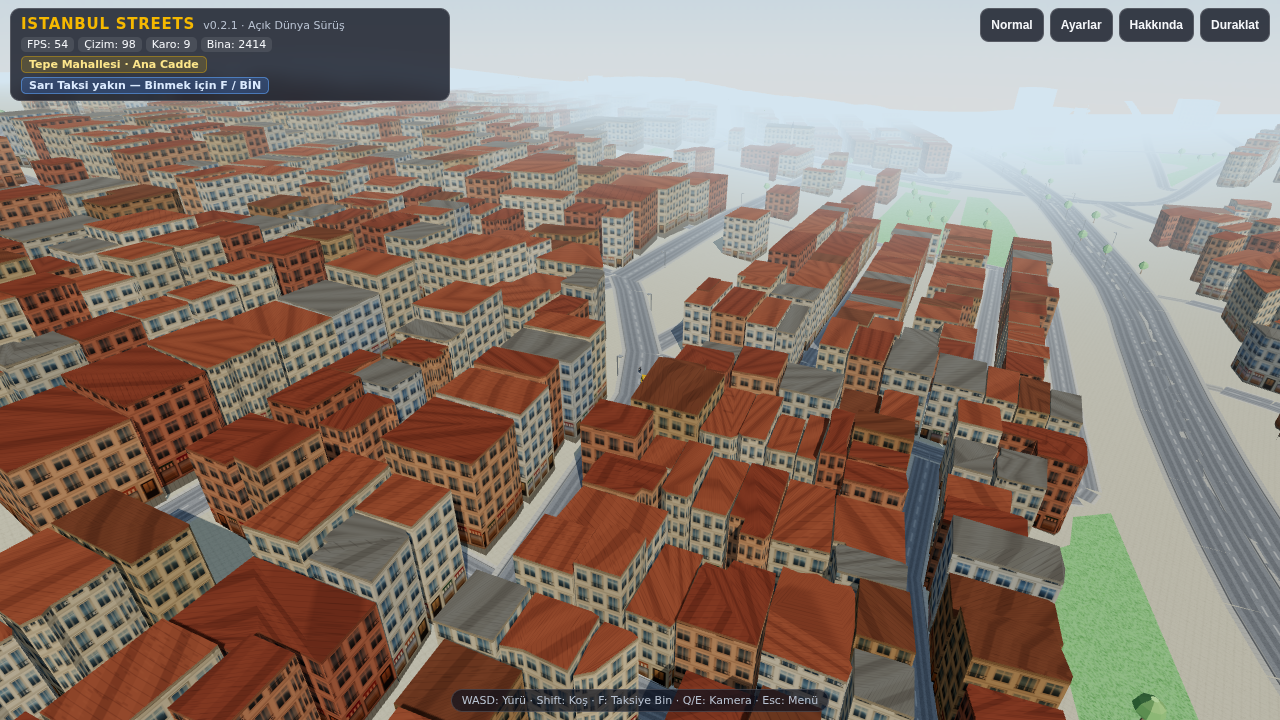 ISTANBUL STREETS v0.2.1 · Açık Dünya Sürüş
FPS: 54 Çizim: 98 Karo: 9 Bina: 2414
Tepe Mahallesi · Ana Cadde
Sarı Taksi yakın — Binmek için F / BİN
Normal Ayarlar Hakkında Duraklat
WASD: Yürü · Shift: Koş · F: Taksiye Bin · Q/E: Kamera · Esc: Menü